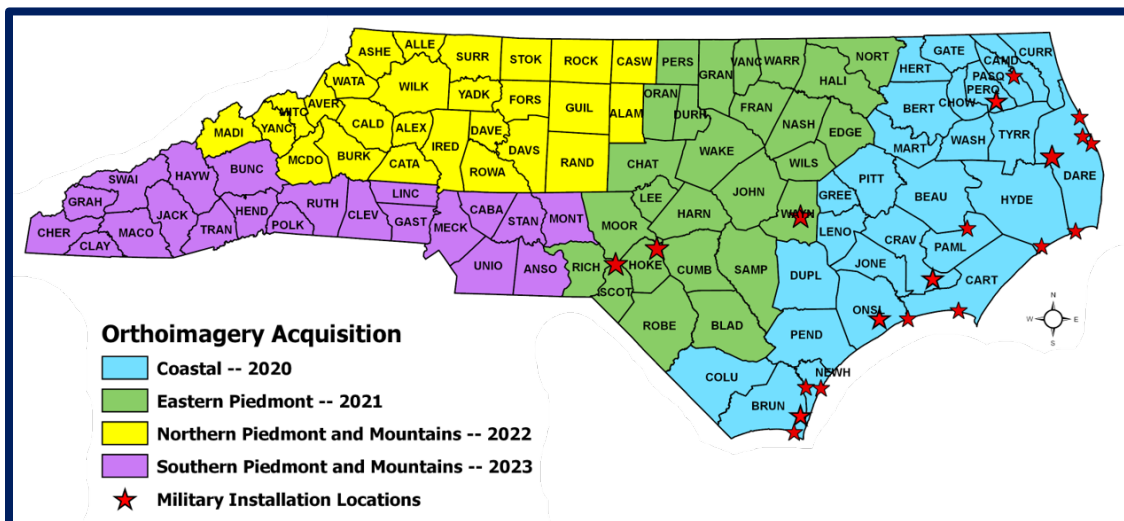 ASHE
ALLE
SURR
STOK
ROCK
CASW
PERS
GRAN
VANC
WARR
NORT
HALI
HERT
GATE
CAMD
CURR
PASQ
PERQ
CHOW
WATA
WILK
YADK
FORS
GUIL
ALAM
ORAN
DURH
FRAN
NASH
EDGE
BERT
MART
WASH
TYRR
DARE
MITC
AVER
YANC
MADI
CALD
ALEX
IRED
DAVE
DAVS
RAND
CHAT
WAKE
WILS
PITT
BEAU
HYDE
MCDO
BURK
CATA
ROWA
SWAI
HAYW
BUNC
RUTH
LINC
CABA
STAN
MONT
LEE
JOHN
WAYN
GREE
LENO
CRAV
PAML
GRAH
JACK
HEND
POLK
CLEV
GAST
MECK
MOOR
HARN
CHER
CLAY
MACO
TRAN
UNIO
ANSO
RICH
HOKE
SCOT
CUMB
SAMP
DUPL
JONE
CART
ONSL
ROBE
BLAD
PEND
COLU
BRUN
NEWH
N
W
E
S
Orthoimagery Acquisition
Coastal -- 2020
Eastern Piedmont -- 2021
Northern Piedmont and Mountains -- 2022
Southern Piedmont and Mountains -- 2023
Military Installation Locations